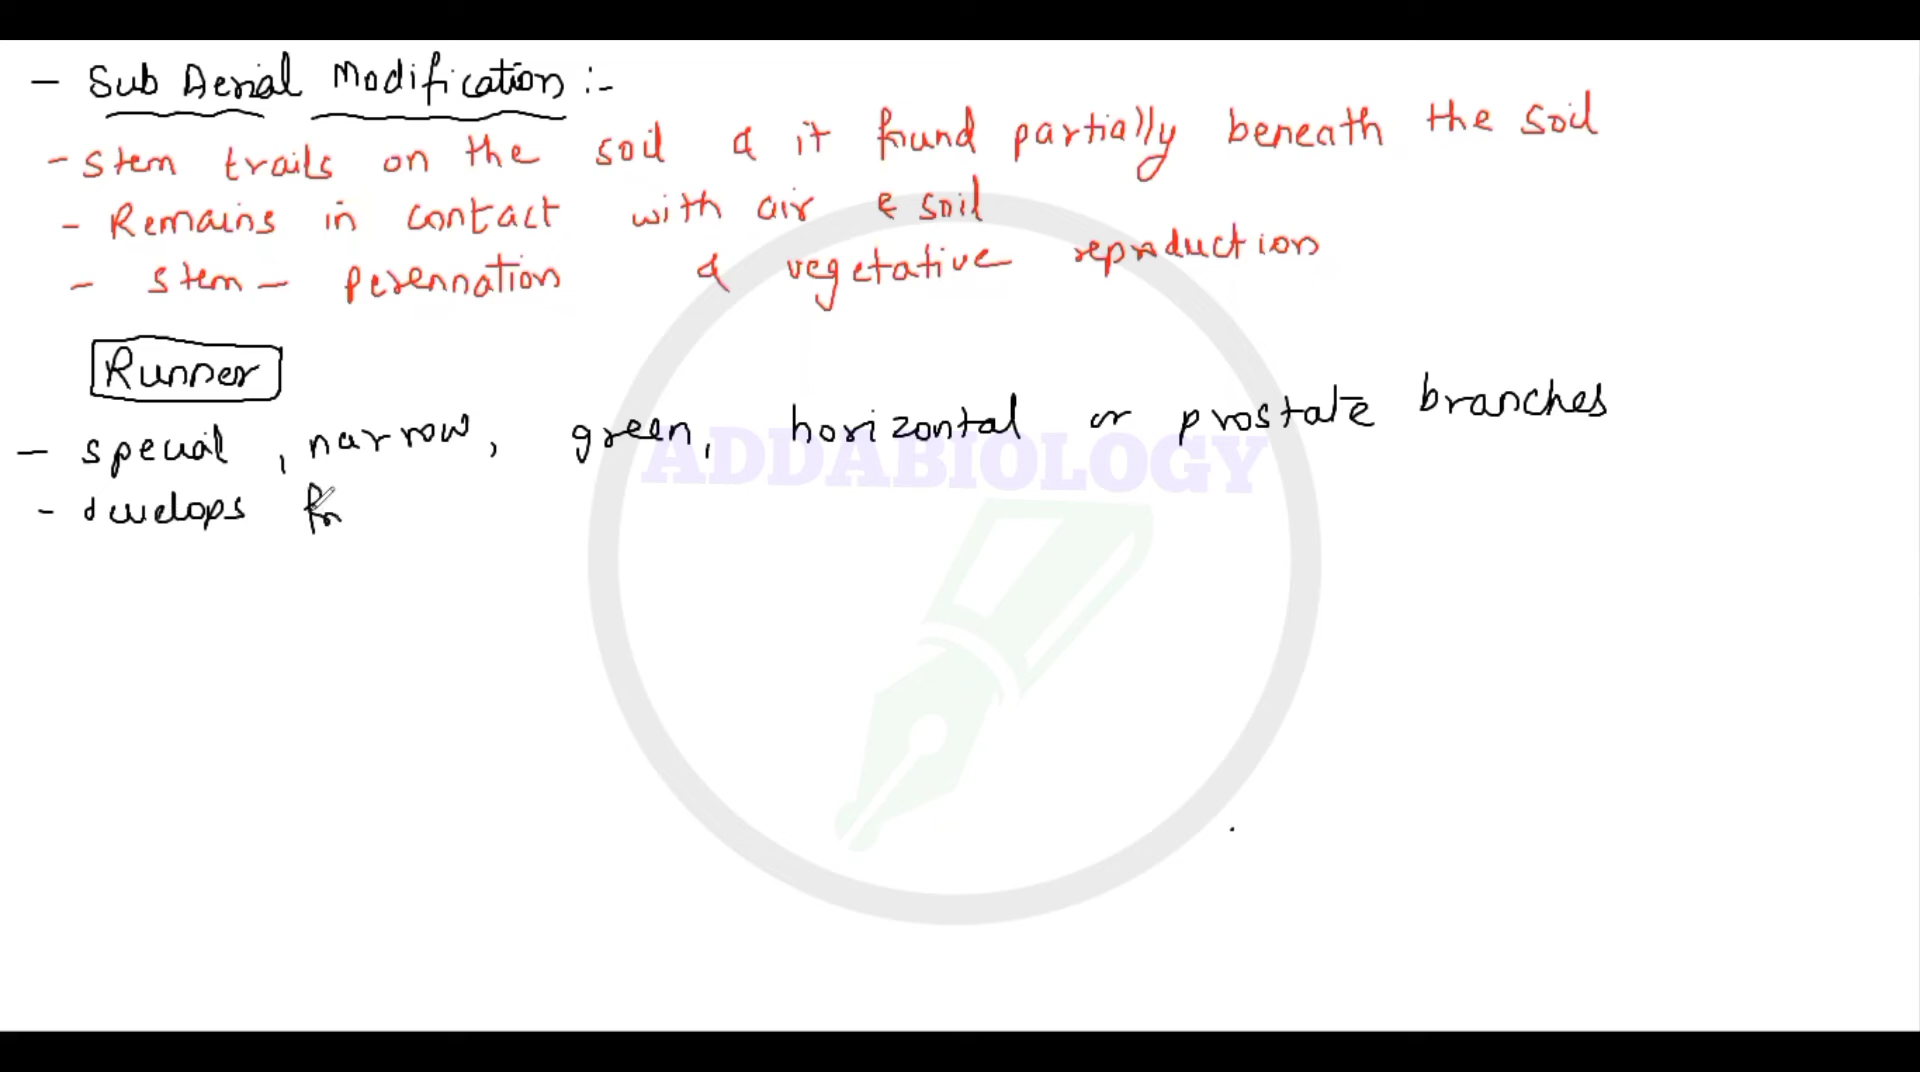 - Sub Aerial Modification :-
- Stem trails on the soil & it found partially beneath the soil
- Remains in contact with air & soil
- Stem - Perennation & vegetative reproduction
Runner
- special, narrow, green, horizontal or prostate branches
ADDABIOLOGY
- develops